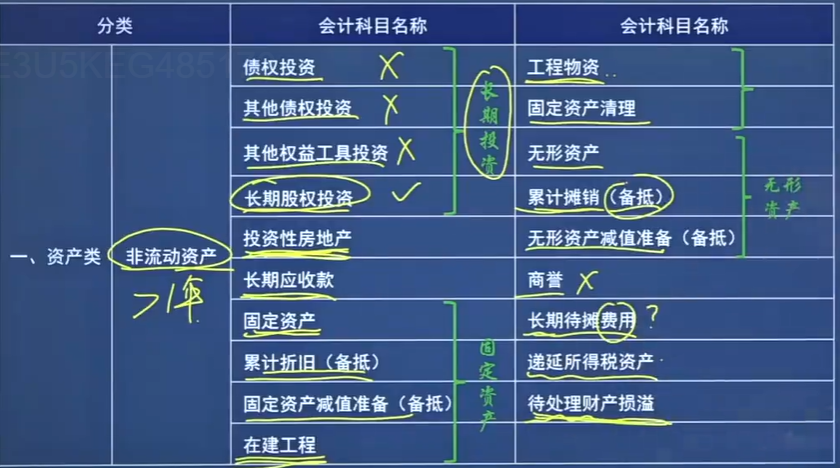 分类 会计科目名称 会计科目名称
债权投资 X 工程物资
其他债权投资 X 固定资产清理
其他权益工具投资 X 无形资产
长期股权投资 ✓ 累计摊销（备抵）
长期投资
无形资产
一、资产类 非流动资产 投资性房地产 无形资产减值准备（备抵）
>1年
长期应收款 商誉 X
固定资产 长期待摊费用 ?
累计折旧（备抵） 递延所得税资产
固定资产减值准备（备抵） 待处理财产损溢
在建工程
固定资产